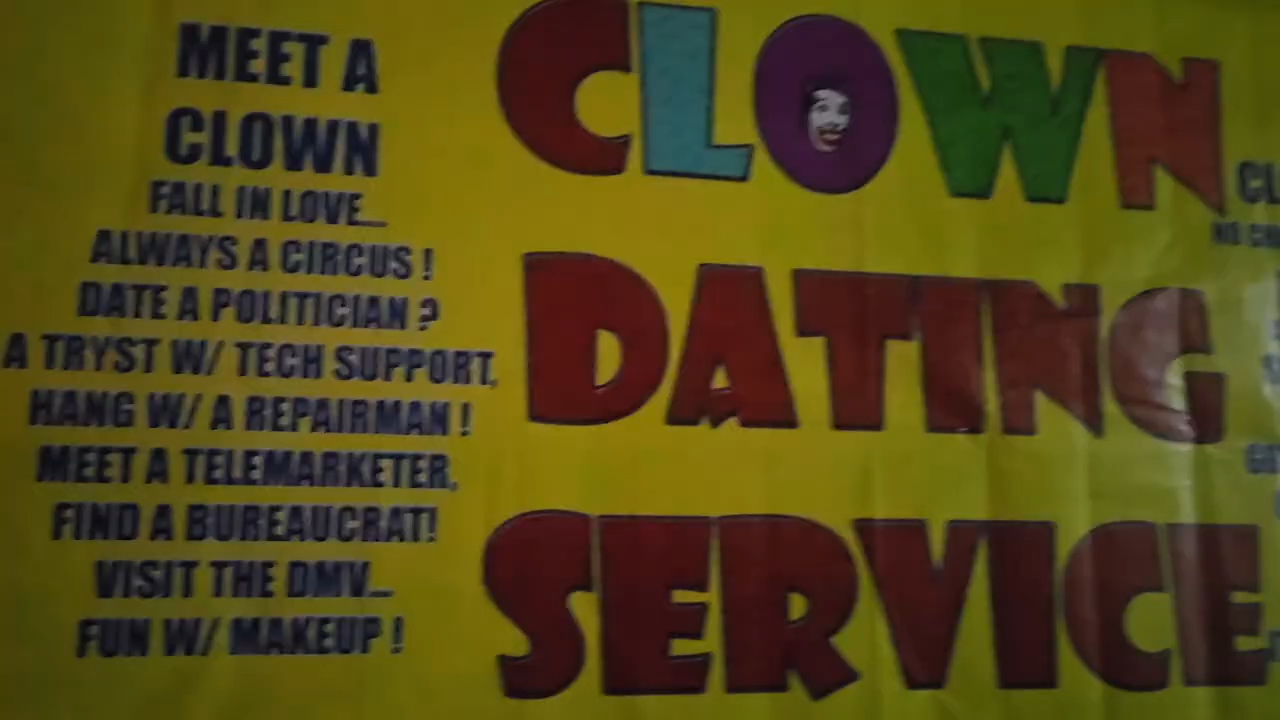 MEET A
CLOWN
FALL IN LOVE...
ALWAYS A CIRCUS !
DATE A POLITICIAN ?
A TRYST W/ TECH SUPPORT,
HANG W/ A REPAIRMAN !
MEET A TELEMARKETER,
FIND A BUREAUCRAT!
VISIT THE DMV...
FUN W/ MAKEUP !
CLOWN
DATING
SERVICE